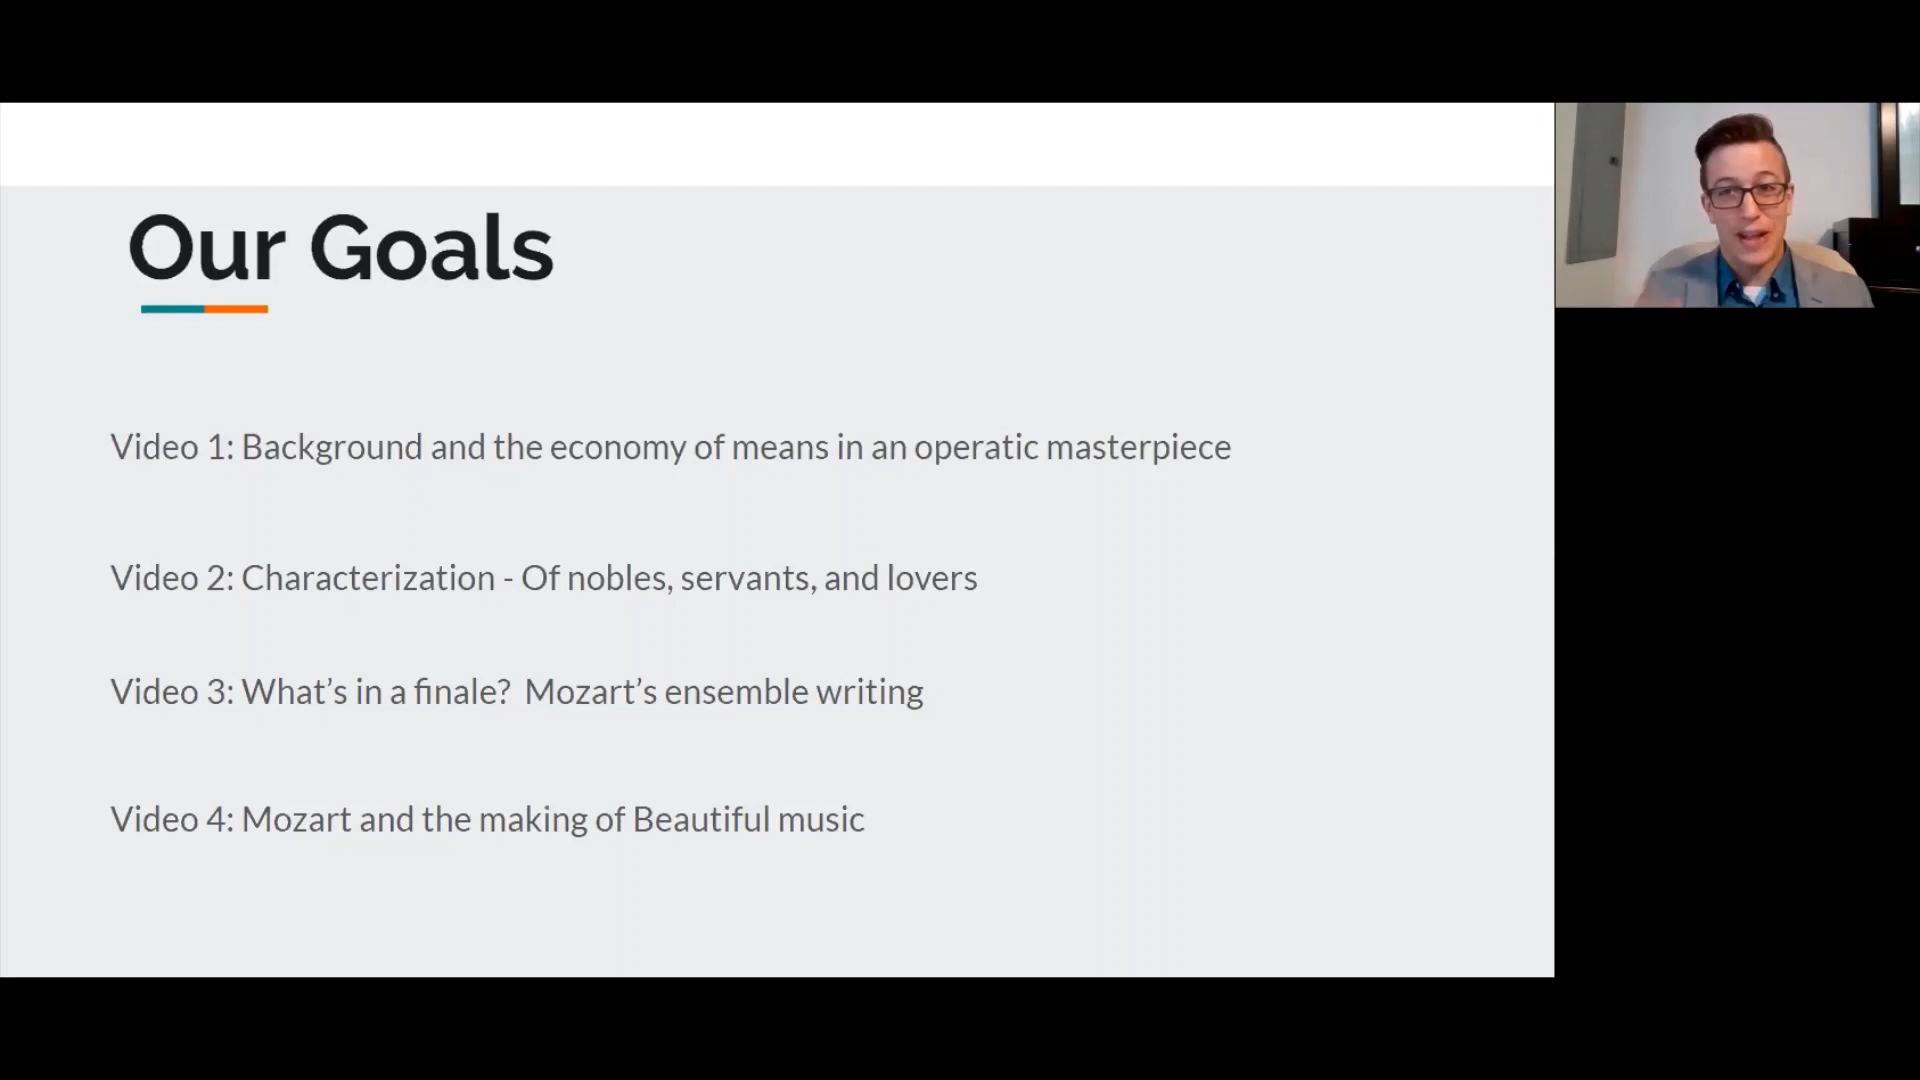 Our Goals
Video 1: Background and the economy of means in an operatic masterpiece
Video 2: Characterization - Of nobles, servants, and lovers
Video 3: What’s in a finale?  Mozart’s ensemble writing
Video 4: Mozart and the making of Beautiful music